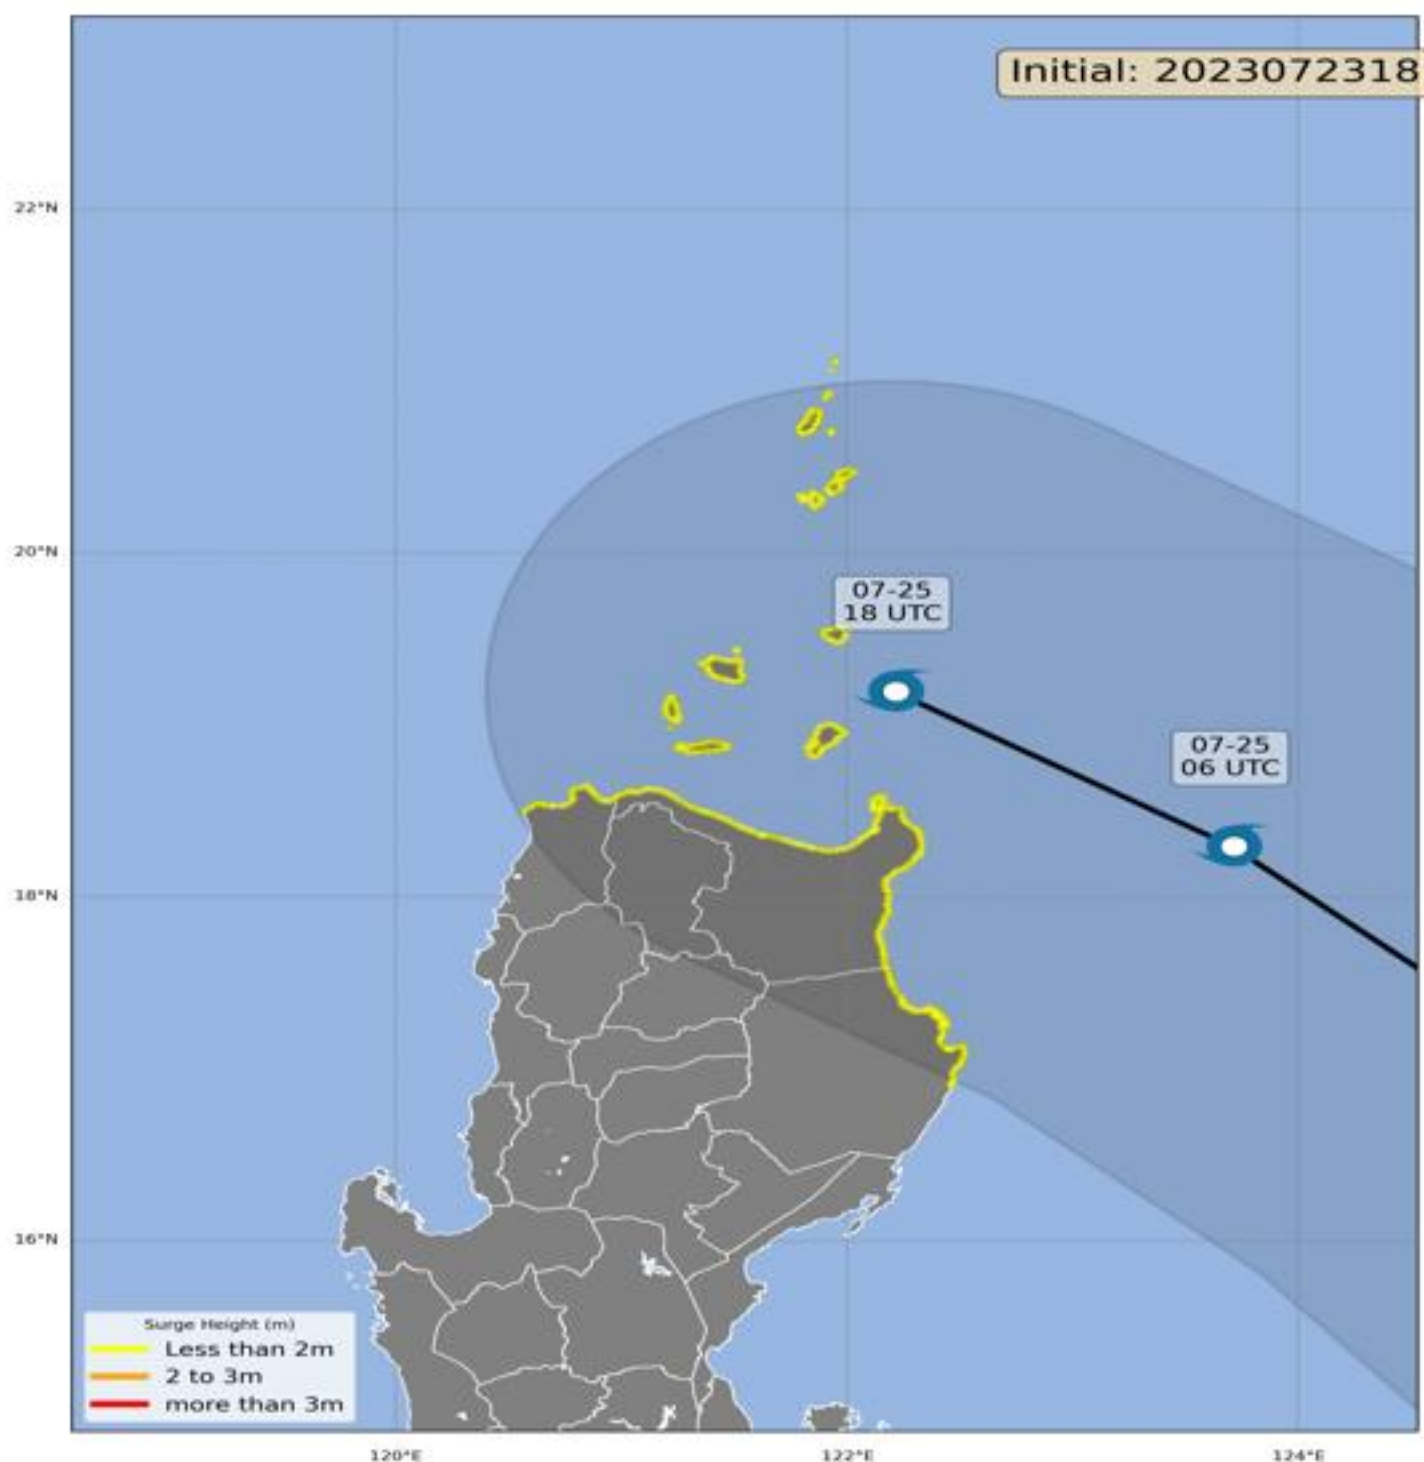 Initial: 2023072318
22°N
20°N
07-25
18 UTC
07-25
06 UTC
18°N
16°N
Surge Height (m)
Less than 2m
2 to 3m
more than 3m
120°E
122°E
124°E